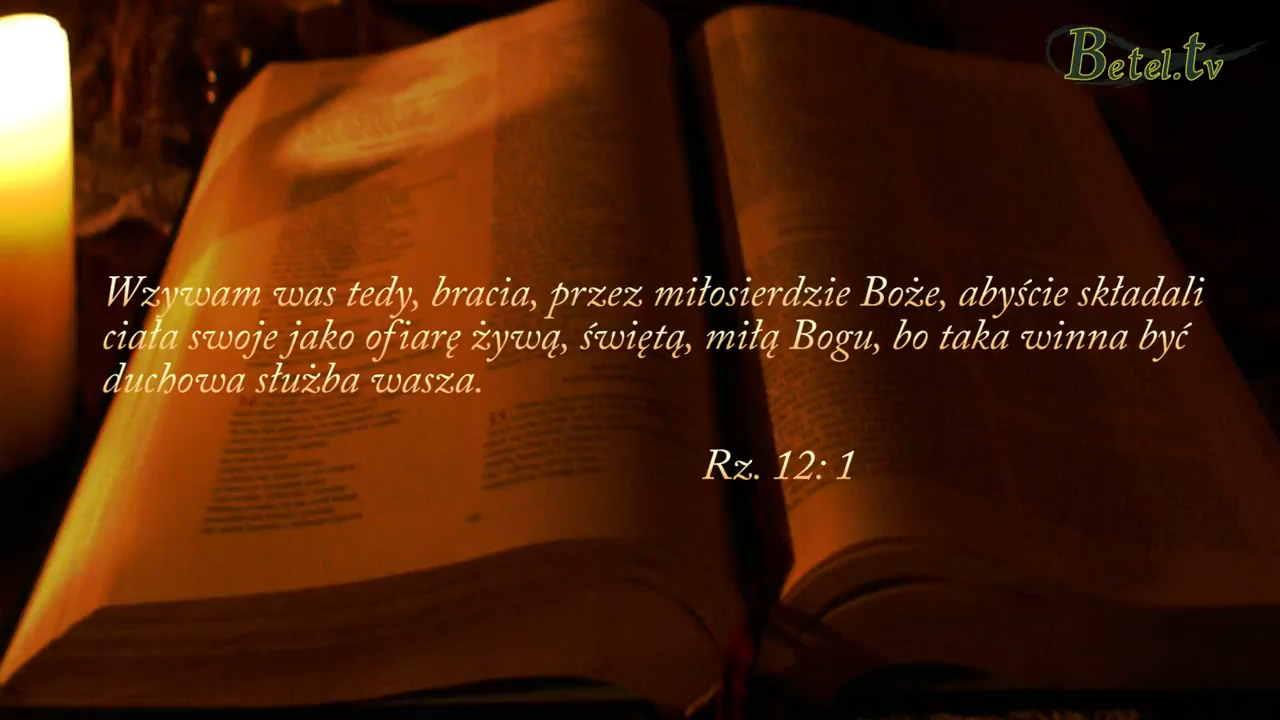 Betel.tv
Wzywam was tedy, bracia, przez miłosierdzie Boże, abyście składali
ciała swoje jako ofiarę żywą, świętą, miłą Bogu, bo taka winna być
duchowa służba wasza.
Rz. 12: 1